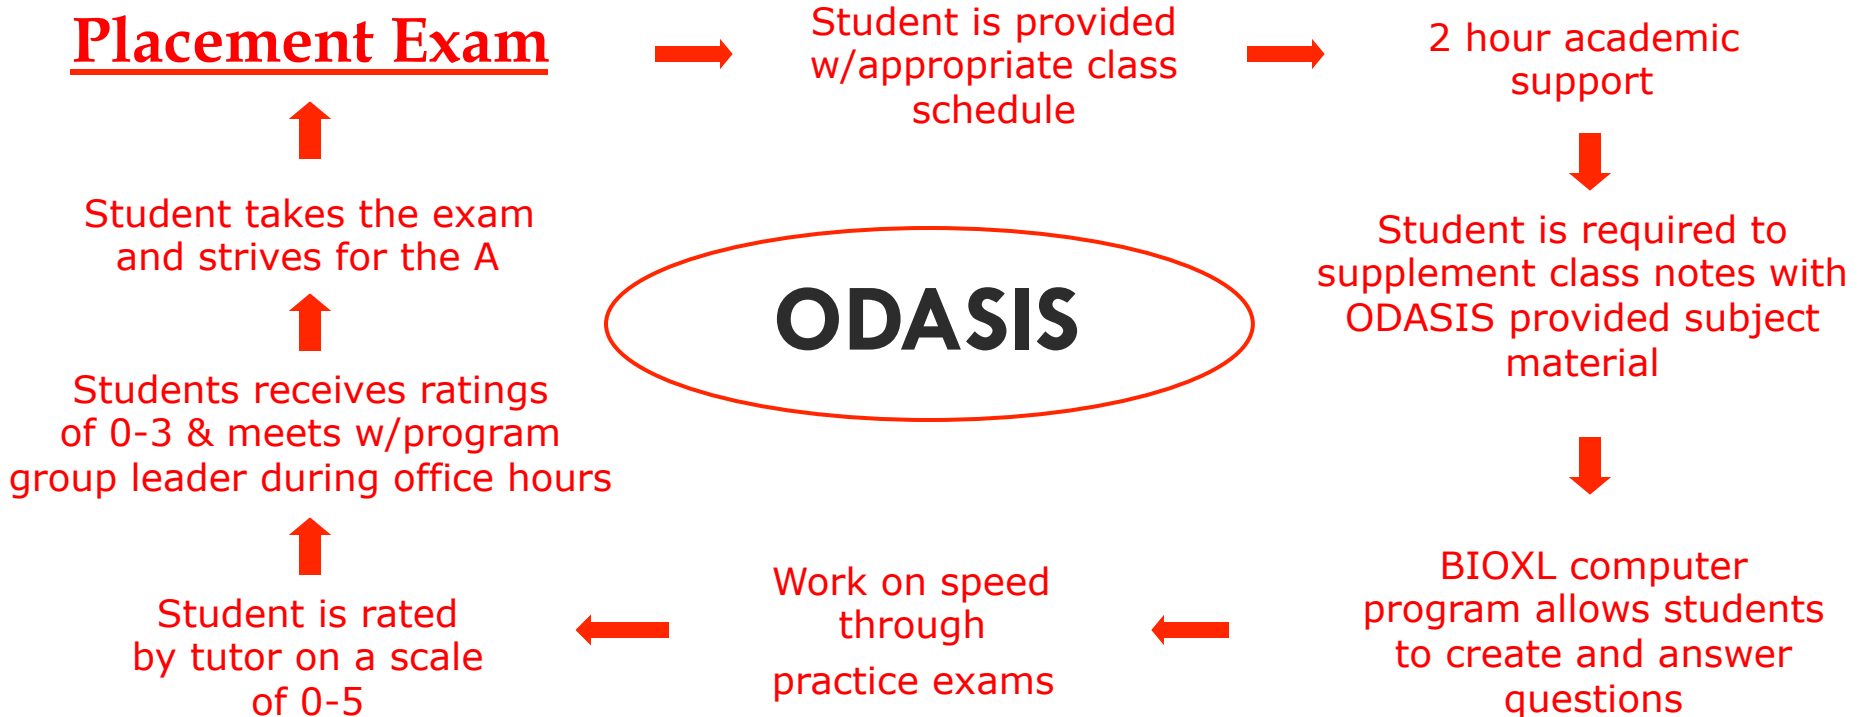 Placement Exam
Student is provided
w/appropriate class
schedule
2 hour academic
support
Student is required to
supplement class notes with
ODASIS provided subject
material
BIOXL computer
program allows students
to create and answer
questions
Work on speed
through
practice exams
Student is rated
by tutor on a scale
of 0-5
Students receives ratings
of 0-3 & meets w/program
group leader during office hours
Student takes the exam
and strives for the A
ODASIS